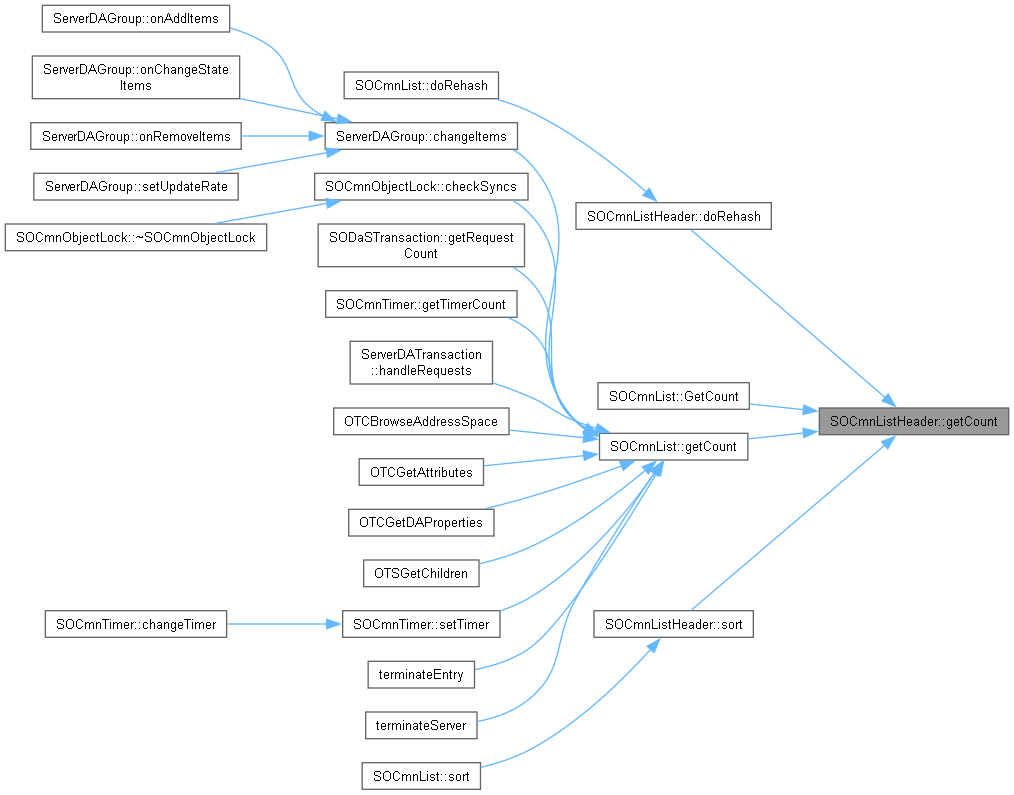 ServerDAGroup::onAddItems
ServerDAGroup::onChangeState
Items
ServerDAGroup::onRemoveItems
ServerDAGroup::setUpdateRate
SOCmnObjectLock::~SOCmnObjectLock
SOCmnTimer::changeTimer
SOCmnList::doRehash
ServerDAGroup::changeItems
SOCmnObjectLock::checkSyncs
SODaSTransaction::getRequest
Count
SOCmnTimer::getTimerCount
ServerDATransaction
::handleRequests
OTCBrowseAddressSpace
OTCGetAttributes
OTCGetDAProperties
OTSGetChildren
SOCmnTimer::setTimer
terminateEntry
terminateServer
SOCmnList::sort
SOCmnListHeader::doRehash
SOCmnList::GetCount
SOCmnList::getCount
SOCmnListHeader::sort
SOCmnListHeader::getCount